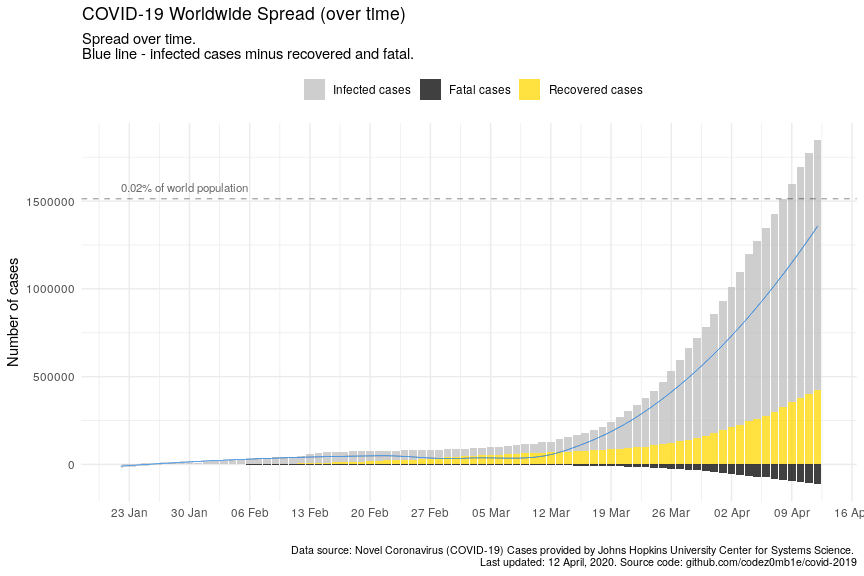 COVID-19 Worldwide Spread (over time)
Spread over time.
Blue line - infected cases minus recovered and fatal.
Infected cases Fatal cases Recovered cases
0.02% of world population
Number of cases
1500000
1000000
500000
0
23 Jan 30 Jan 06 Feb 13 Feb 20 Feb 27 Feb 05 Mar 12 Mar 19 Mar 26 Mar 02 Apr 09 Apr 16 Ap
Data source: Novel Coronavirus (COVID-19) Cases provided by Johns Hopkins University Center for Systems Science.
Last updated: 12 April, 2020. Source code: github.com/codez0mb1e/covid-2019